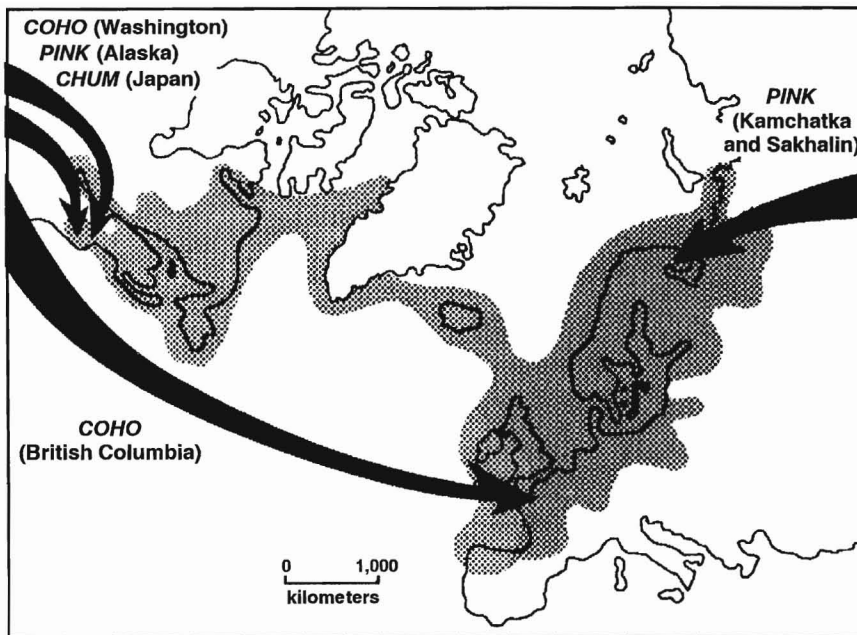 COHO (Washington)
PINK (Alaska)
CHUM (Japan)
PINK
(Kamchatka
and Sakhalin)
COHO
(British Columbia)
0 1,000
kilometers